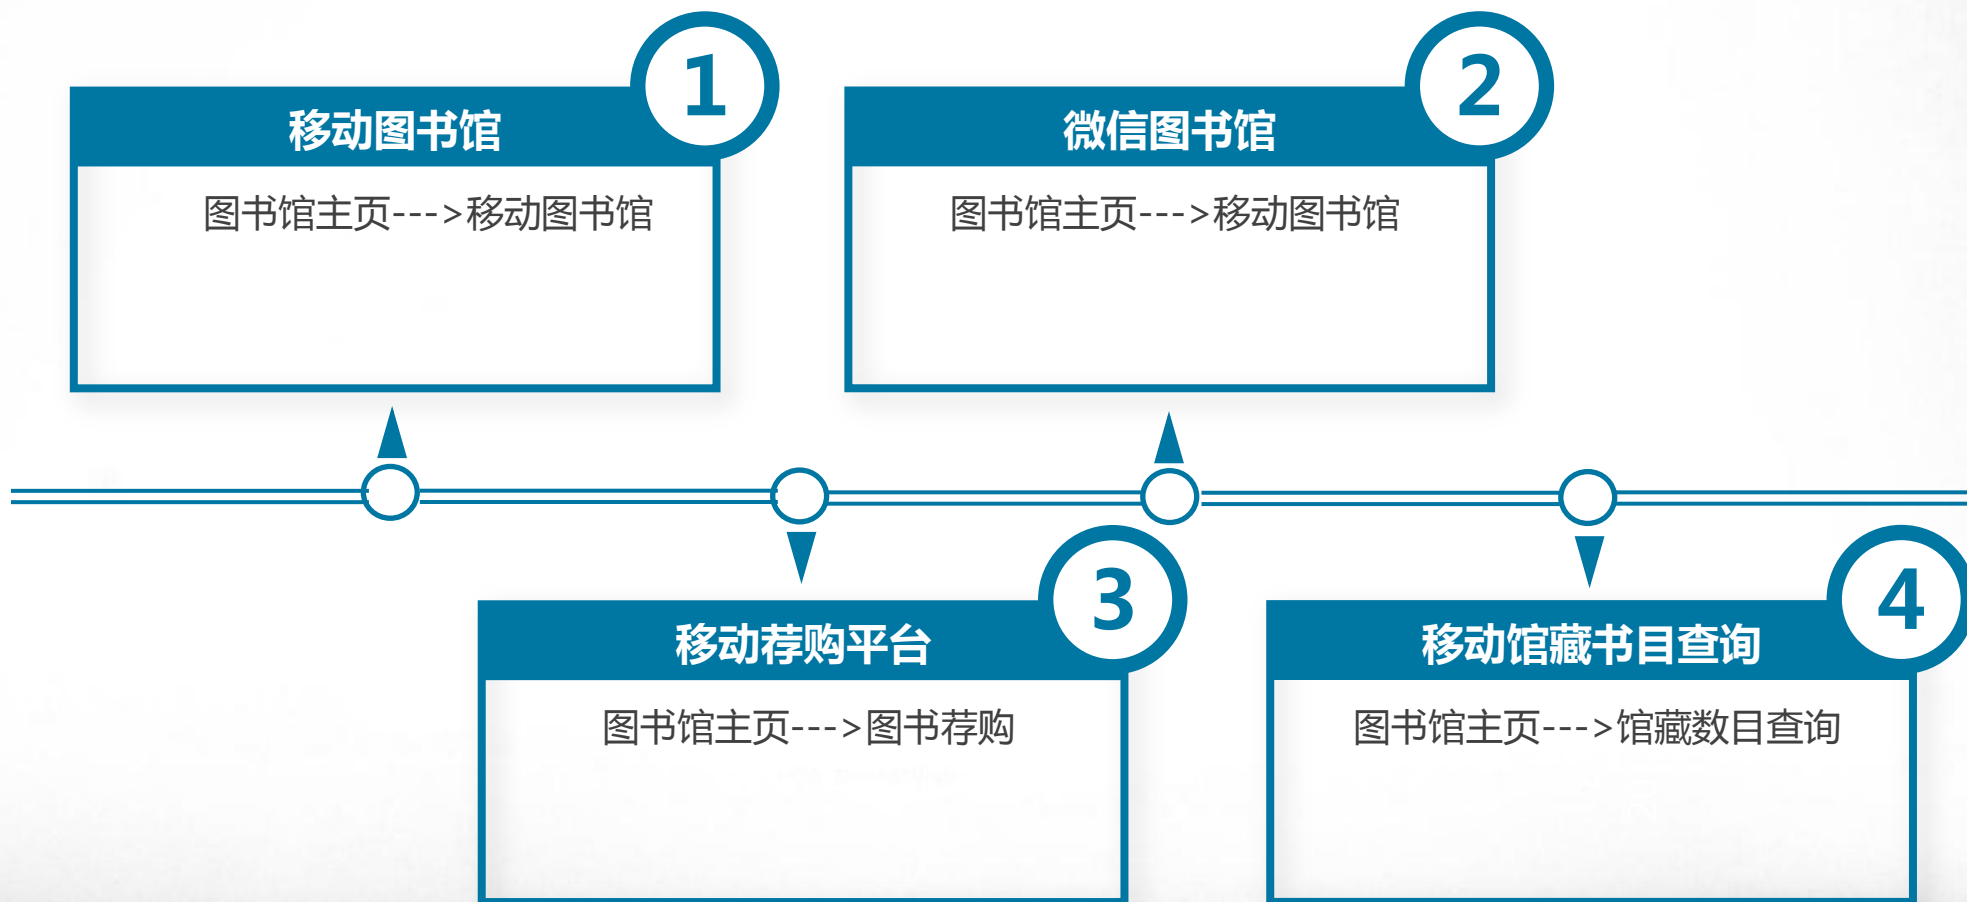 1
移动图书馆
图书馆主页--->移动图书馆
2
微信图书馆
图书馆主页--->移动图书馆
3
移动荐购平台
图书馆主页--->图书荐购
4
移动馆藏书目查询
图书馆主页--->馆藏数目查询